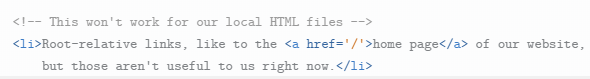 <!-- This won't work for our local HTML files -->
<li>Root-relative links, like to the <a href='/'>home page</a> of our website,
but those aren't useful to us right now.</li>